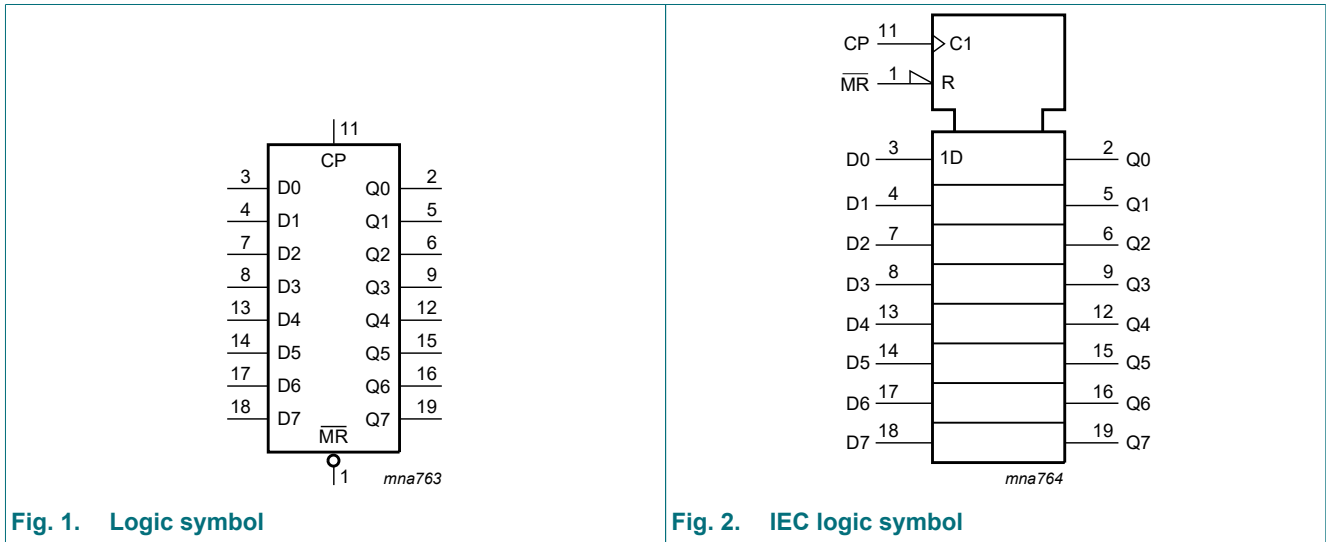 11
CP
3 D0 Q0 2
4 D1 Q1 5
7 D2 Q2 6
8 D3 Q3 9
13 D4 Q4 12
14 D5 Q5 15
17 D6 Q6 16
18 D7 Q7 19
MR
1 mna763
Fig. 1. Logic symbol
CP 11 C1
MR 1 R
D0 3 1D 2 Q0
D1 4 5 Q1
D2 7 6 Q2
D3 8 9 Q3
D4 13 12 Q4
D5 14 15 Q5
D6 17 16 Q6
D7 18 19 Q7
mna764
Fig. 2. IEC logic symbol